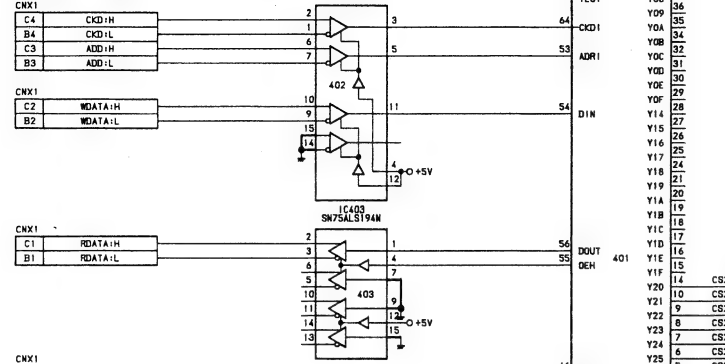 CNX1
C4 CKD:H
B4 CKD:L
C3 ADD:H
B3 ADD:L
2
1
6
7
3
5
402
64 CKDI
53 ADRI
CNX1
C2 WDATA:H
B2 WDATA:L
10
9
15
14
11
4
12
+5V
54 DIN
IC403
SN75ALS194N
CNX1
C1 RDATA:H
B1 RDATA:L
2
3
6
5
10
11
14
13
1
4
7
9
12
15
403
+5V
56 DOUT
55 OEH
401
CNX1
Y09 36
Y0A 35
Y0B 34
Y0C 32
Y0D 31
Y0E 30
Y0F 29
Y14 28
Y15 27
Y16 26
Y17 25
Y18 24
Y19 21
Y1A 20
Y1B 19
Y1C 18
Y1D 17
Y1E 16
Y1F 15
Y20 14
Y21 10
Y22 9
Y23 8
Y24 7
Y25 6